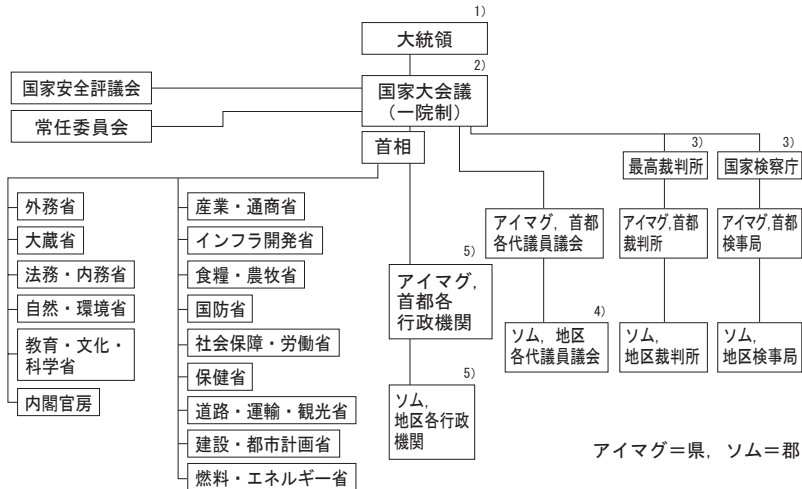 1)
大統領
2)
国家安全評議会
国家大会議
(一院制)
常任委員会
首相
3)
3)
最高裁判所
国家検察庁
外務省
産業・通商省
アイマグ，首都
各代議員議会
アイマグ,首都
裁判所
アイマグ,首都
検事局
大蔵省
インフラ開発省
5)
法務・内務省
食糧・農牧省
アイマグ，
首都各
行政機関
自然・環境省
国防省
4)
教育・文化・
科学省
社会保障・労働省
ソム，地区
各代議員議会
ソム，
地区裁判所
ソム，
地区検事局
保健省
5)
内閣官房
道路・運輸・観光省
ソム，
地区各行政
機関
建設・都市計画省
アイマグ＝県，ソム＝郡
燃料・エネルギー省